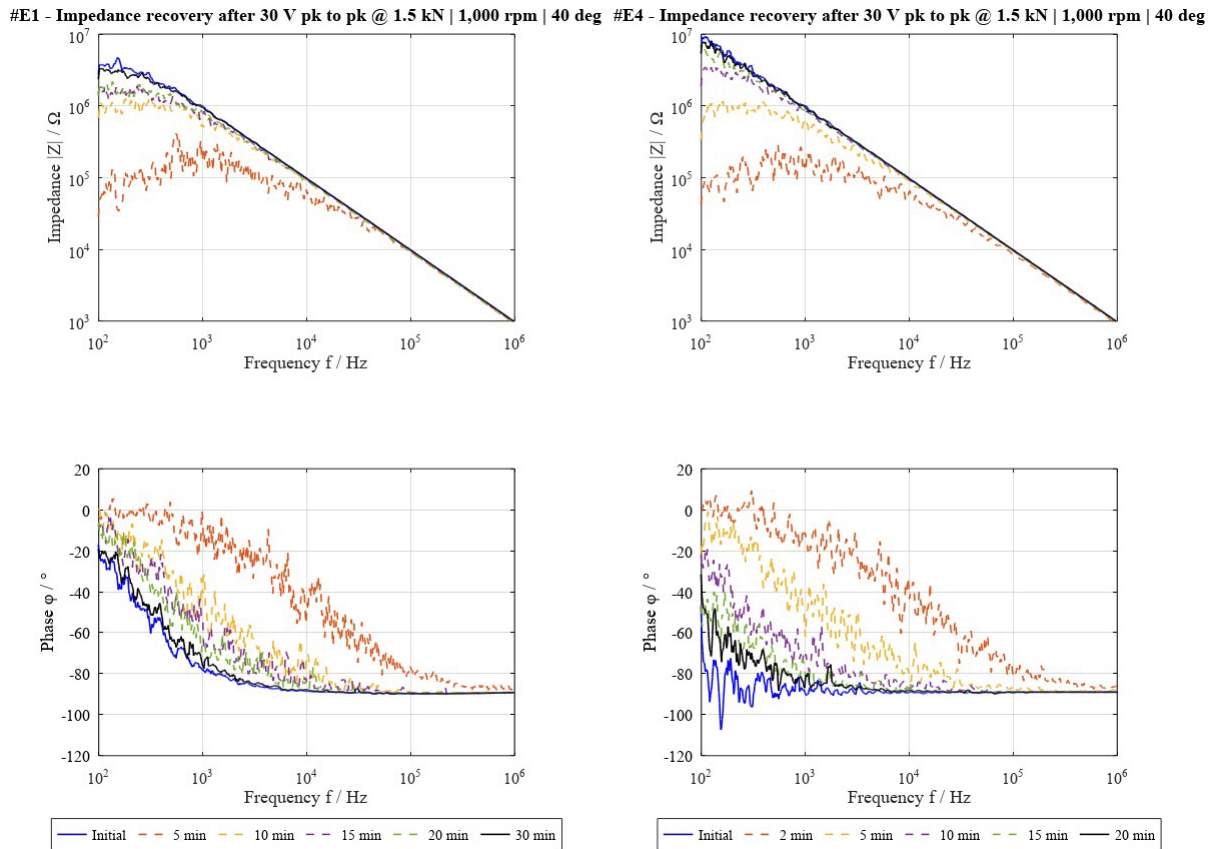 #E1 - Impedance recovery after 30 V pk to pk @ 1.5 kN | 1,000 rpm | 40 deg
10^7
10^6
10^5
10^4
10^3
Impedance |Z| / Ω
10^2 10^3 10^4 10^5 10^6
Frequency f / Hz
20
0
-20
-40
-60
-80
-100
-120
Phase φ / °
10^2 10^3 10^4 10^5 10^6
Frequency f / Hz
Initial 5 min 10 min 15 min 20 min 30 min
#E4 - Impedance recovery after 30 V pk to pk @ 1.5 kN | 1,000 rpm | 40 deg
10^7
10^6
10^5
10^4
10^3
Impedance |Z| / Ω
10^2 10^3 10^4 10^5 10^6
Frequency f / Hz
20
0
-20
-40
-60
-80
-100
-120
Phase φ / °
10^2 10^3 10^4 10^5 10^6
Frequency f / Hz
Initial 2 min 5 min 10 min 15 min 20 min